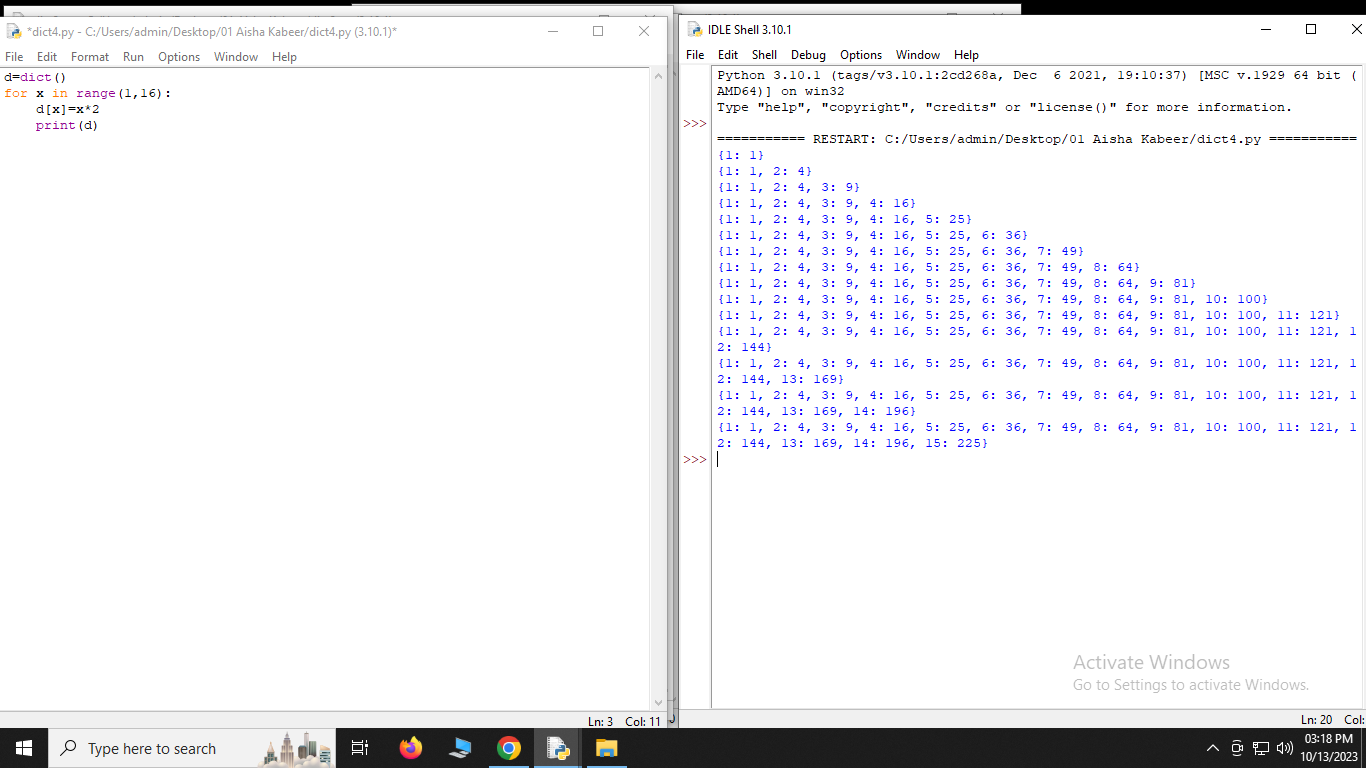 *dict4.py - C:/Users/admin/Desktop/01 Aisha Kabeer/dict4.py (3.10.1)*
File Edit Format Run Options Window Help
d=dict()
for x in range(1,16):
    d[x]=x*2
    print(d)
Ln: 3 Col: 11
IDLE Shell 3.10.1
File Edit Shell Debug Options Window Help
Python 3.10.1 (tags/v3.10.1:2cd268a, Dec  6 2021, 19:10:37) [MSC v.1929 64 bit (
AMD64)] on win32
Type "help", "copyright", "credits" or "license()" for more information.
>>>
=========== RESTART: C:/Users/admin/Desktop/01 Aisha Kabeer/dict4.py ===========
{1: 1}
{1: 1, 2: 4}
{1: 1, 2: 4, 3: 9}
{1: 1, 2: 4, 3: 9, 4: 16}
{1: 1, 2: 4, 3: 9, 4: 16, 5: 25}
{1: 1, 2: 4, 3: 9, 4: 16, 5: 25, 6: 36}
{1: 1, 2: 4, 3: 9, 4: 16, 5: 25, 6: 36, 7: 49}
{1: 1, 2: 4, 3: 9, 4: 16, 5: 25, 6: 36, 7: 49, 8: 64}
{1: 1, 2: 4, 3: 9, 4: 16, 5: 25, 6: 36, 7: 49, 8: 64, 9: 81}
{1: 1, 2: 4, 3: 9, 4: 16, 5: 25, 6: 36, 7: 49, 8: 64, 9: 81, 10: 100}
{1: 1, 2: 4, 3: 9, 4: 16, 5: 25, 6: 36, 7: 49, 8: 64, 9: 81, 10: 100, 11: 121}
{1: 1, 2: 4, 3: 9, 4: 16, 5: 25, 6: 36, 7: 49, 8: 64, 9: 81, 10: 100, 11: 121, 1
2: 144}
{1: 1, 2: 4, 3: 9, 4: 16, 5: 25, 6: 36, 7: 49, 8: 64, 9: 81, 10: 100, 11: 121, 1
2: 144, 13: 169}
{1: 1, 2: 4, 3: 9, 4: 16, 5: 25, 6: 36, 7: 49, 8: 64, 9: 81, 10: 100, 11: 121, 1
2: 144, 13: 169, 14: 196}
{1: 1, 2: 4, 3: 9, 4: 16, 5: 25, 6: 36, 7: 49, 8: 64, 9: 81, 10: 100, 11: 121, 1
2: 144, 13: 169, 14: 196, 15: 225}
>>>
Activate Windows
Go to Settings to activate Windows.
Ln: 20 Col:
Type here to search
03:18 PM
10/13/2023